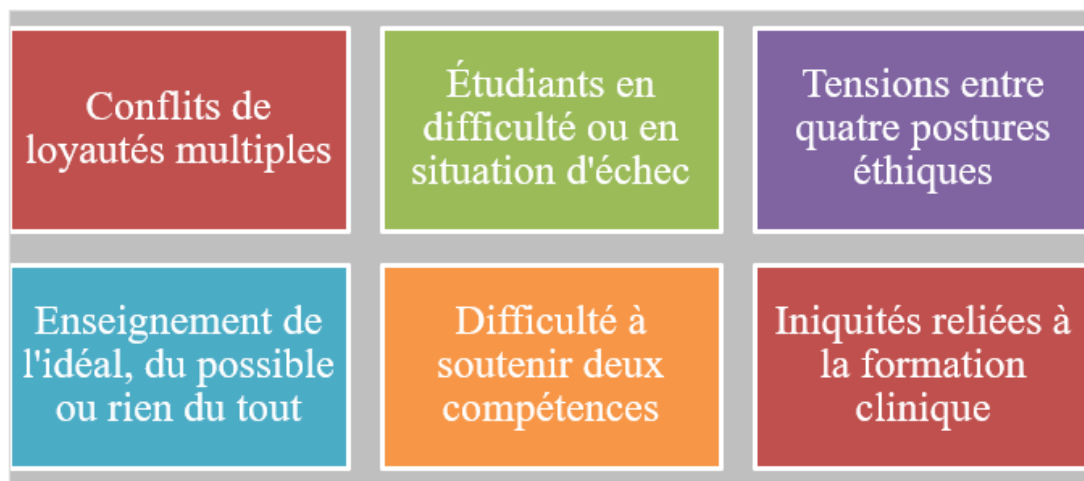 Conflits de
loyautés multiples
Étudiants en
difficulté ou en
situation d'échec
Tensions entre
quatre postures
éthiques
Enseignement de
l'idéal, du possible
ou rien du tout
Difficulté à
soutenir deux
compétences
Iniquités reliées à
la formation
clinique